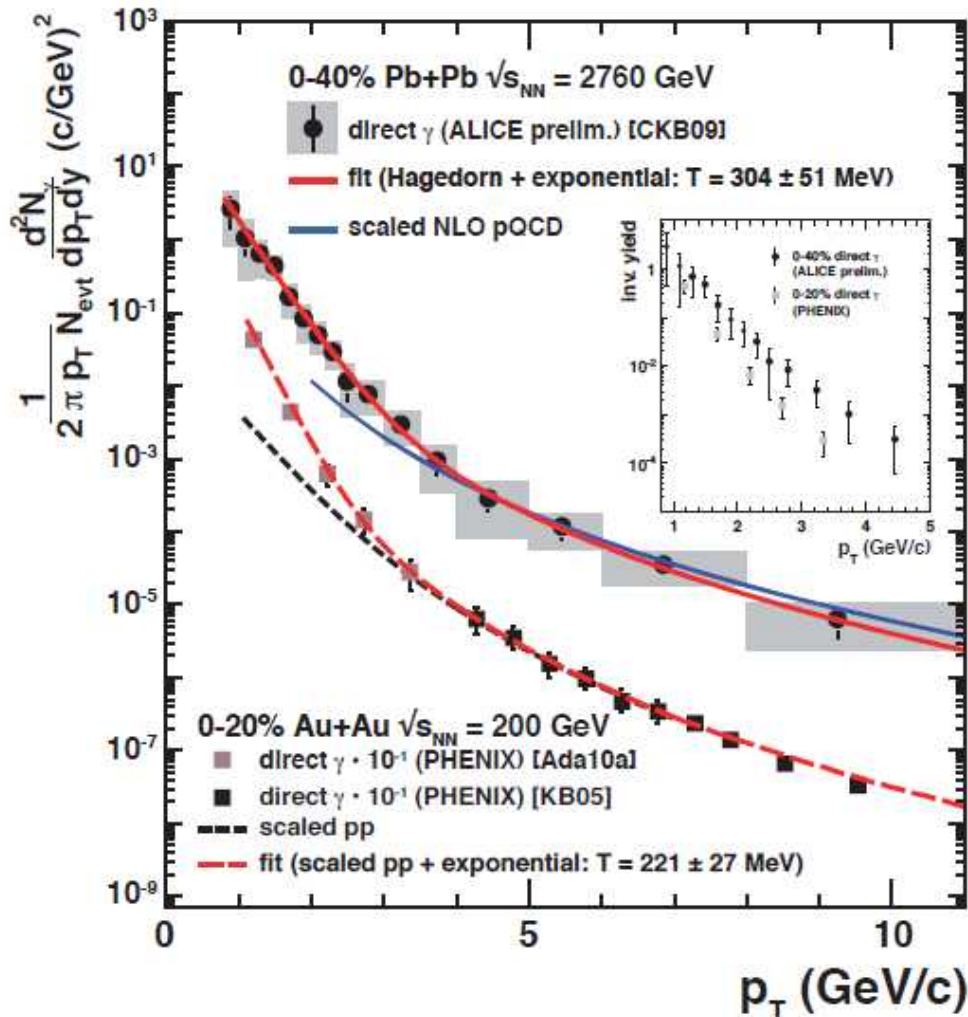 10³
10¹
10⁻¹
10⁻³
10⁻⁵
10⁻⁷
10⁻⁹
1 / 2 π p_T N_evt d²N_γ / dp_T dy (c/GeV)²
0-40% Pb+Pb √s_NN = 2760 GeV
direct γ (ALICE prelim.) [CKB09]
fit (Hagedorn + exponential: T = 304 ± 51 MeV)
scaled NLO pQCD
inv. yield
1
10⁻²
10⁻⁴
0-40% direct γ
(ALICE prelim.)
0-20% direct γ
(PHENIX)
1 2 3 4 5
p_T (GeV/c)
0-20% Au+Au √s_NN = 200 GeV
direct γ · 10⁻¹ (PHENIX) [Ada10a]
direct γ · 10⁻¹ (PHENIX) [KB05]
scaled pp
fit (scaled pp + exponential: T = 221 ± 27 MeV)
0 5 10
p_T (GeV/c)